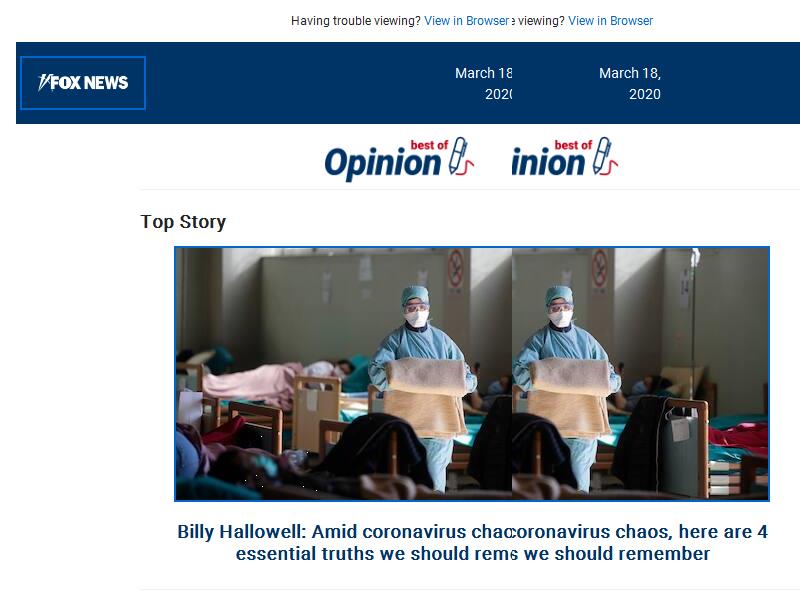 Having trouble viewing? View in Browser e viewing? View in Browser
FOX NEWS
March 18 March 18,
2020 2020
best of best of
Opinion inion
Top Story
Billy Hallowell: Amid coronavirus chao coronavirus chaos, here are 4
essential truths we should rem s we should remember